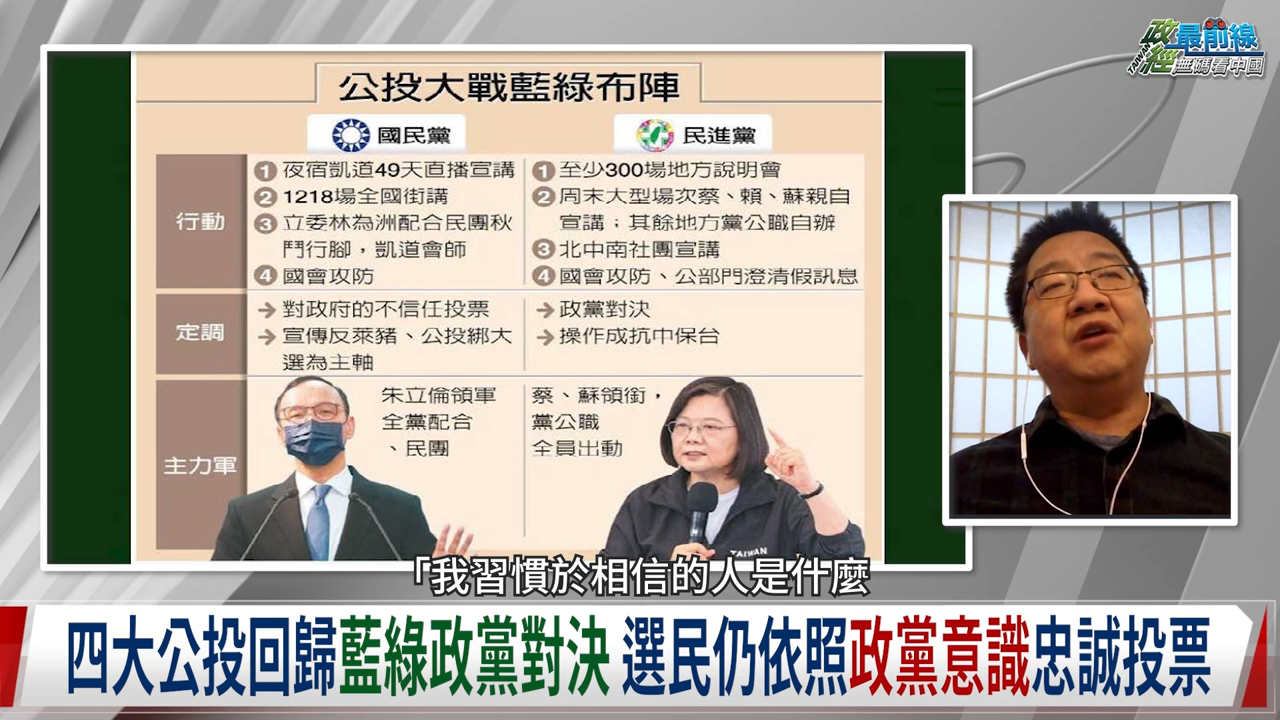 政經最前線
無碼看中國
公投大戰藍綠布陣
國民黨
民進黨
行動
1 夜宿凱道49天直播宣講
2 1218場全國街講
3 立委林為洲配合民團秋
鬥行腳，凱道會師
4 國會攻防
1 至少300場地方說明會
2 周末大型場次蔡、賴、蘇親自
宣講；其餘地方黨公職自辦
3 北中南社團宣講
4 國會攻防、公部門澄清假訊息
定調
→ 對政府的不信任投票
→ 宣傳反萊豬、公投綁大
選為主軸
→ 政黨對決
→ 操作成抗中保台
主力軍
朱立倫領軍
全黨配合
、民團
蔡、蘇領銜，
黨公職
全員出動
TAIWAN
「我習慣於相信的人是什麼
四大公投回歸藍綠政黨對決 選民仍依照政黨意識忠誠投票